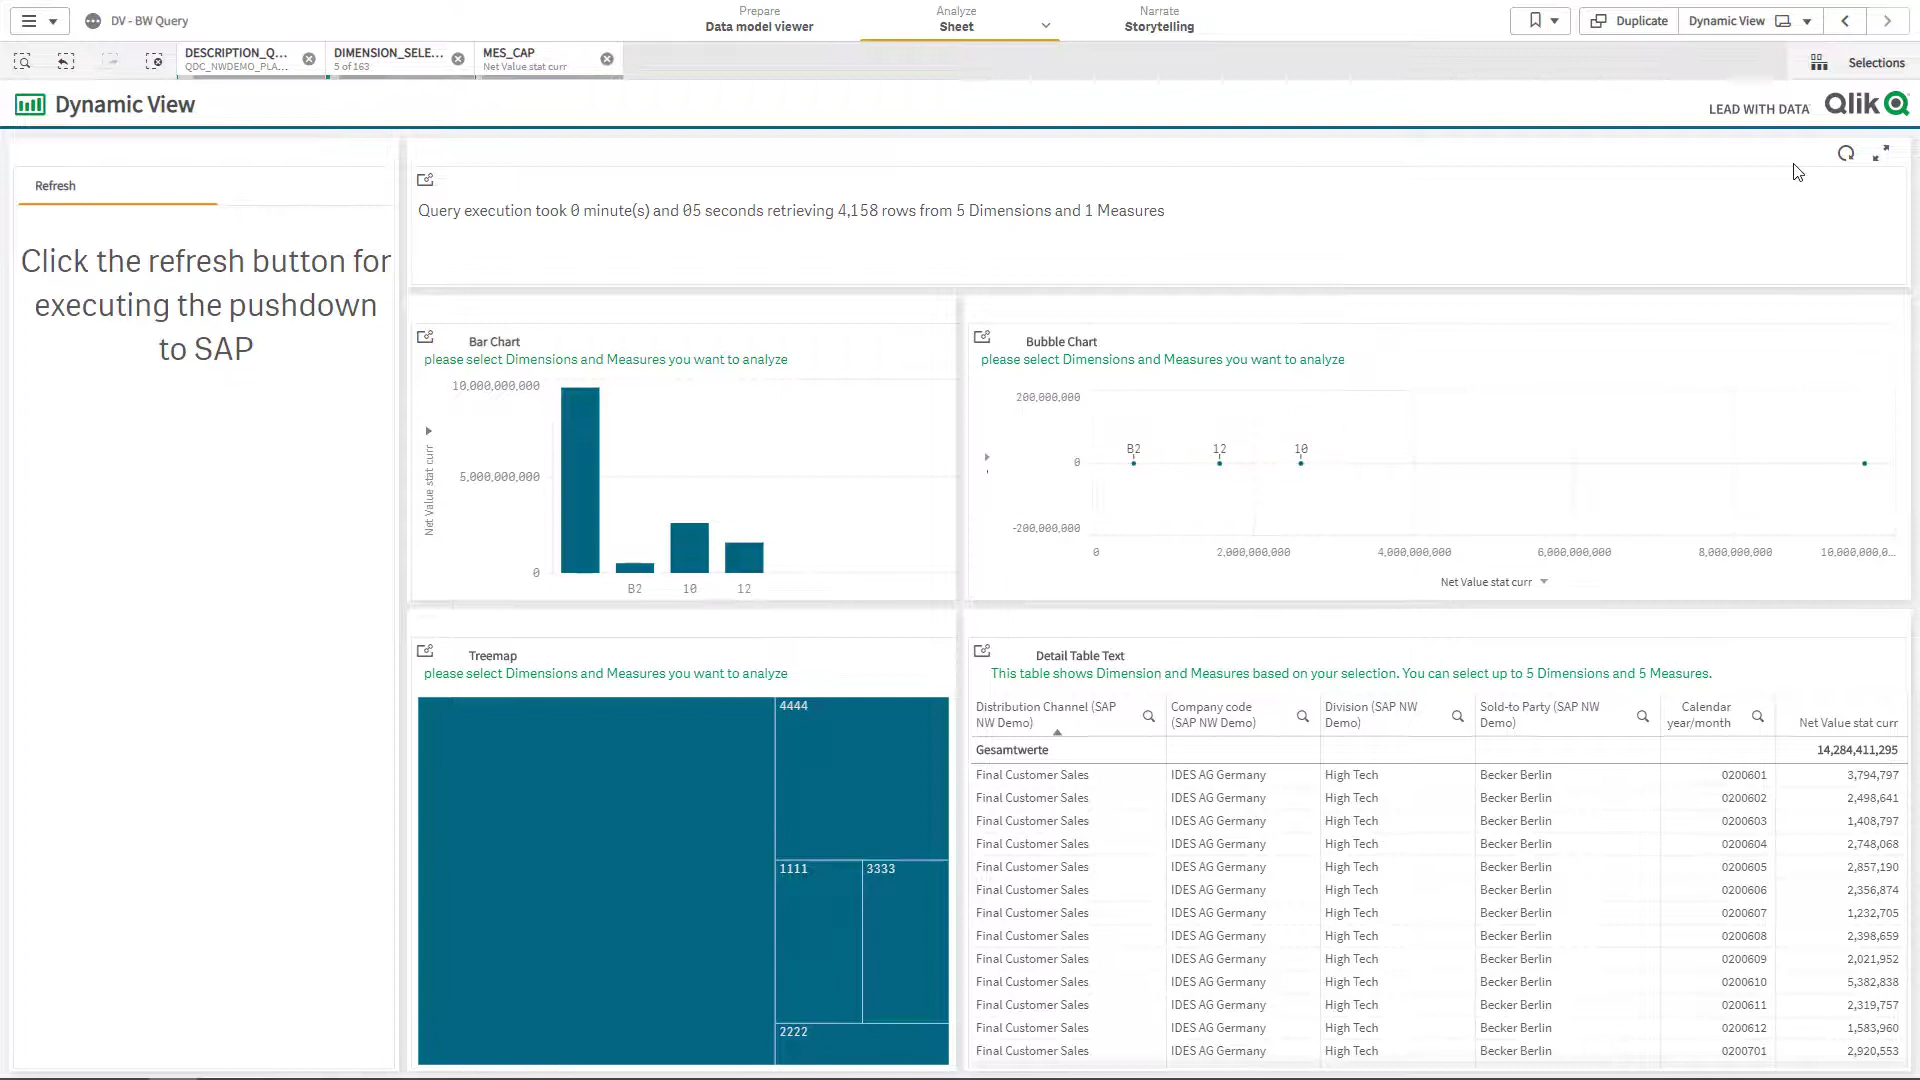 DV - BW Query
Prepare
Data model viewer
Analyze
Sheet
Narrate
Storytelling
Duplicate
Dynamic View
DESCRIPTION_Q...
QDC_NWDEMO_PLA...
DIMENSION_SELE...
5 of 163
MES_CAP
Net Value stat curr
Selections
Dynamic View
LEAD WITH DATA
Qlik
Refresh
Click the refresh button for
executing the pushdown
to SAP
Query execution took 0 minute(s) and 05 seconds retrieving 4,158 rows from 5 Dimensions and 1 Measures
Bar Chart
please select Dimensions and Measures you want to analyze
10,000,000,000
5,000,000,000
0
Net Value stat curr
B2 10 12
Bubble Chart
please select Dimensions and Measures you want to analyze
200,000,000
0
-200,000,000
B2 12 10
0 2,000,000,000 4,000,000,000 6,000,000,000 8,000,000,000 10,000,000,0...
Net Value stat curr
Treemap
please select Dimensions and Measures you want to analyze
4444
1111 3333
2222
Detail Table Text
This table shows Dimension and Measures based on your selection. You can select up to 5 Dimensions and 5 Measures.
Distribution Channel (SAP NW Demo) Company code (SAP NW Demo) Division (SAP NW Demo) Sold-to Party (SAP NW Demo) Calendar year/month Net Value stat curr
Gesamtwerte 14,284,411,295
Final Customer Sales IDES AG Germany High Tech Becker Berlin 0200601 3,794,797
Final Customer Sales IDES AG Germany High Tech Becker Berlin 0200602 2,498,641
Final Customer Sales IDES AG Germany High Tech Becker Berlin 0200603 1,408,797
Final Customer Sales IDES AG Germany High Tech Becker Berlin 0200604 2,748,068
Final Customer Sales IDES AG Germany High Tech Becker Berlin 0200605 2,857,190
Final Customer Sales IDES AG Germany High Tech Becker Berlin 0200606 2,356,874
Final Customer Sales IDES AG Germany High Tech Becker Berlin 0200607 1,232,705
Final Customer Sales IDES AG Germany High Tech Becker Berlin 0200608 2,398,659
Final Customer Sales IDES AG Germany High Tech Becker Berlin 0200609 2,021,952
Final Customer Sales IDES AG Germany High Tech Becker Berlin 0200610 5,382,838
Final Customer Sales IDES AG Germany High Tech Becker Berlin 0200611 2,319,757
Final Customer Sales IDES AG Germany High Tech Becker Berlin 0200612 1,583,960
Final Customer Sales IDES AG Germany High Tech Becker Berlin 0200701 2,920,553